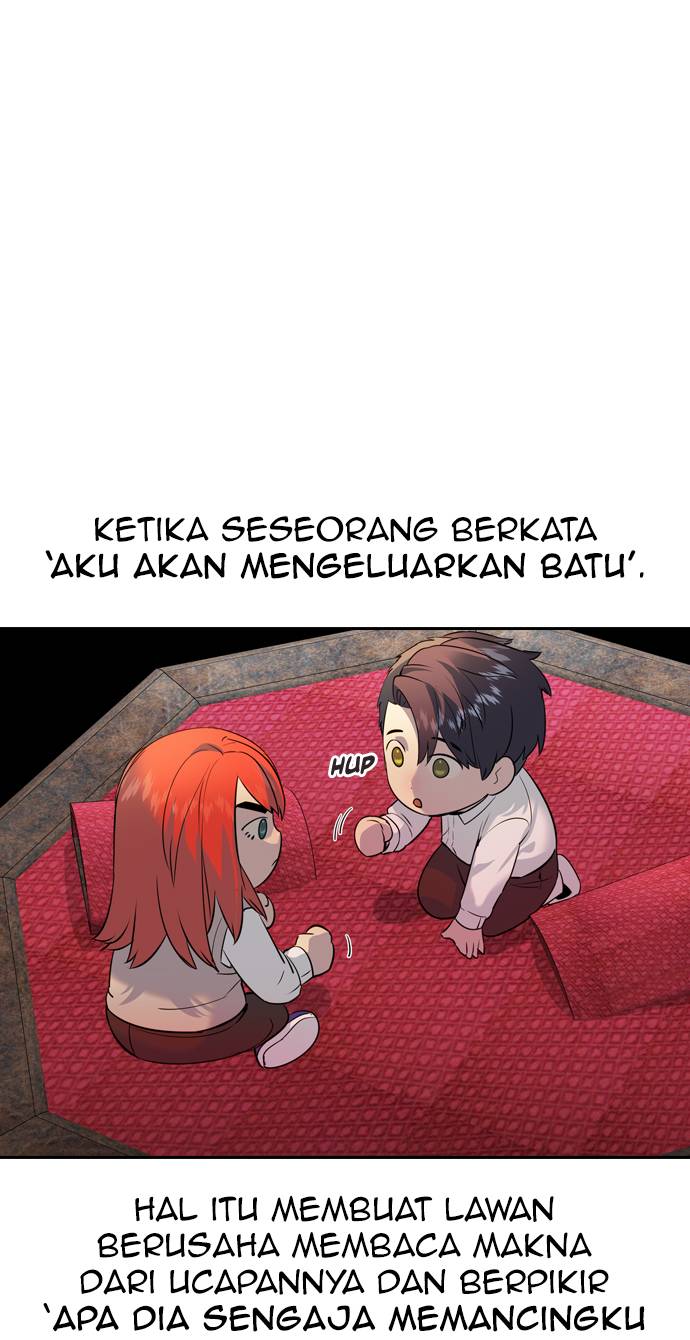 KETIKA SESEORANG BERKATA
‘AKU AKAN MENGELUARKAN BATU’.
HUP
HAL ITU MEMBUAT LAWAN
BERUSAHA MEMBACA MAKNA
DARI UCAPANNYA DAN BERPIKIR
‘APA DIA SENGAJA MEMANCINGKU